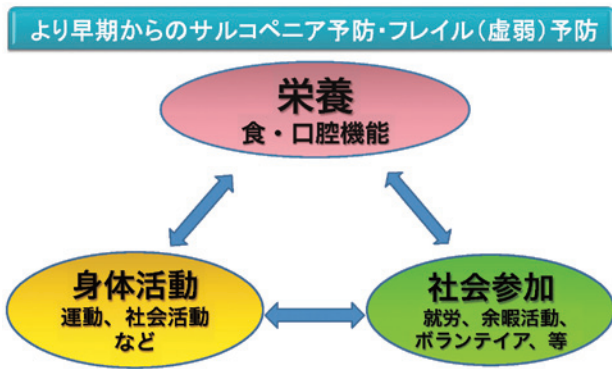 より早期からのサルコペニア予防・フレイル(虚弱)予防
栄養
食・口腔機能
身体活動
運動、社会活動
など
社会参加
就労、余暇活動、
ボランテイア、等